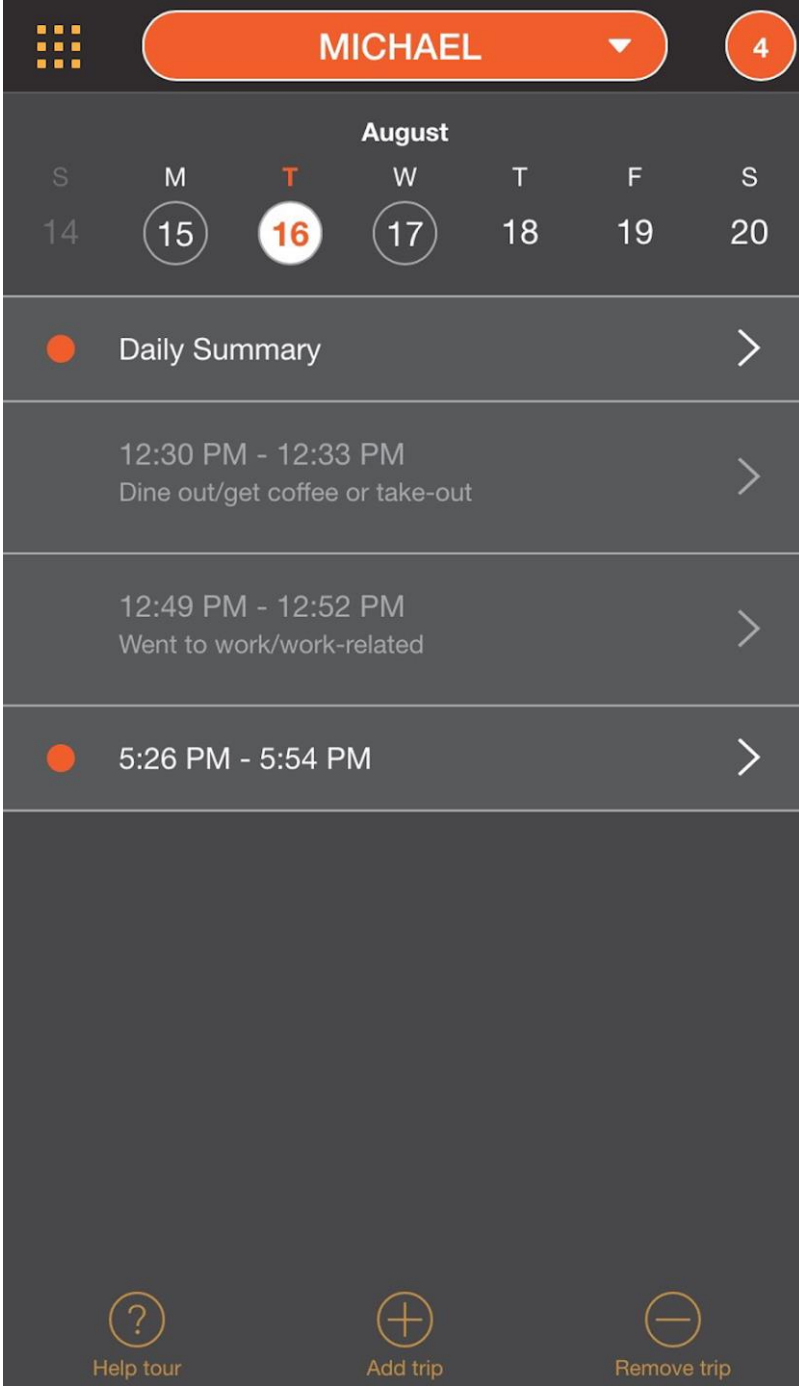 MICHAEL 4
August
S M T W T F S
14 15 16 17 18 19 20
Daily Summary
12:30 PM - 12:33 PM
Dine out/get coffee or take-out
12:49 PM - 12:52 PM
Went to work/work-related
5:26 PM - 5:54 PM
?
Help tour Add trip Remove trip